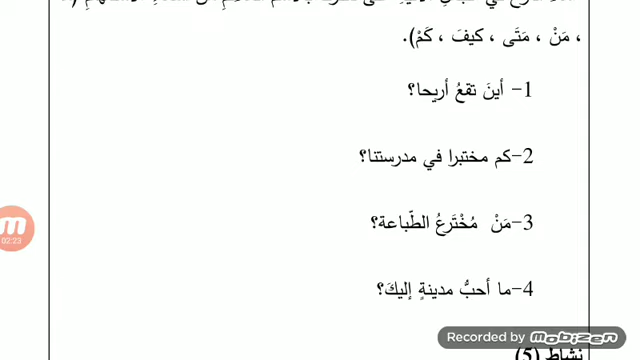 ، مَنْ ، مَتَى ، كيفَ ، كَمْ).
1- أينَ تقعُ أريحا؟
2-كم مختبرا في مدرستنا؟
3-مَنْ مُخْتَرعُ الطّباعة؟
4-ما أحبُّ مدينةٍ إليكَ؟
نشاط (5)
m
02:23
Recorded by mobizen